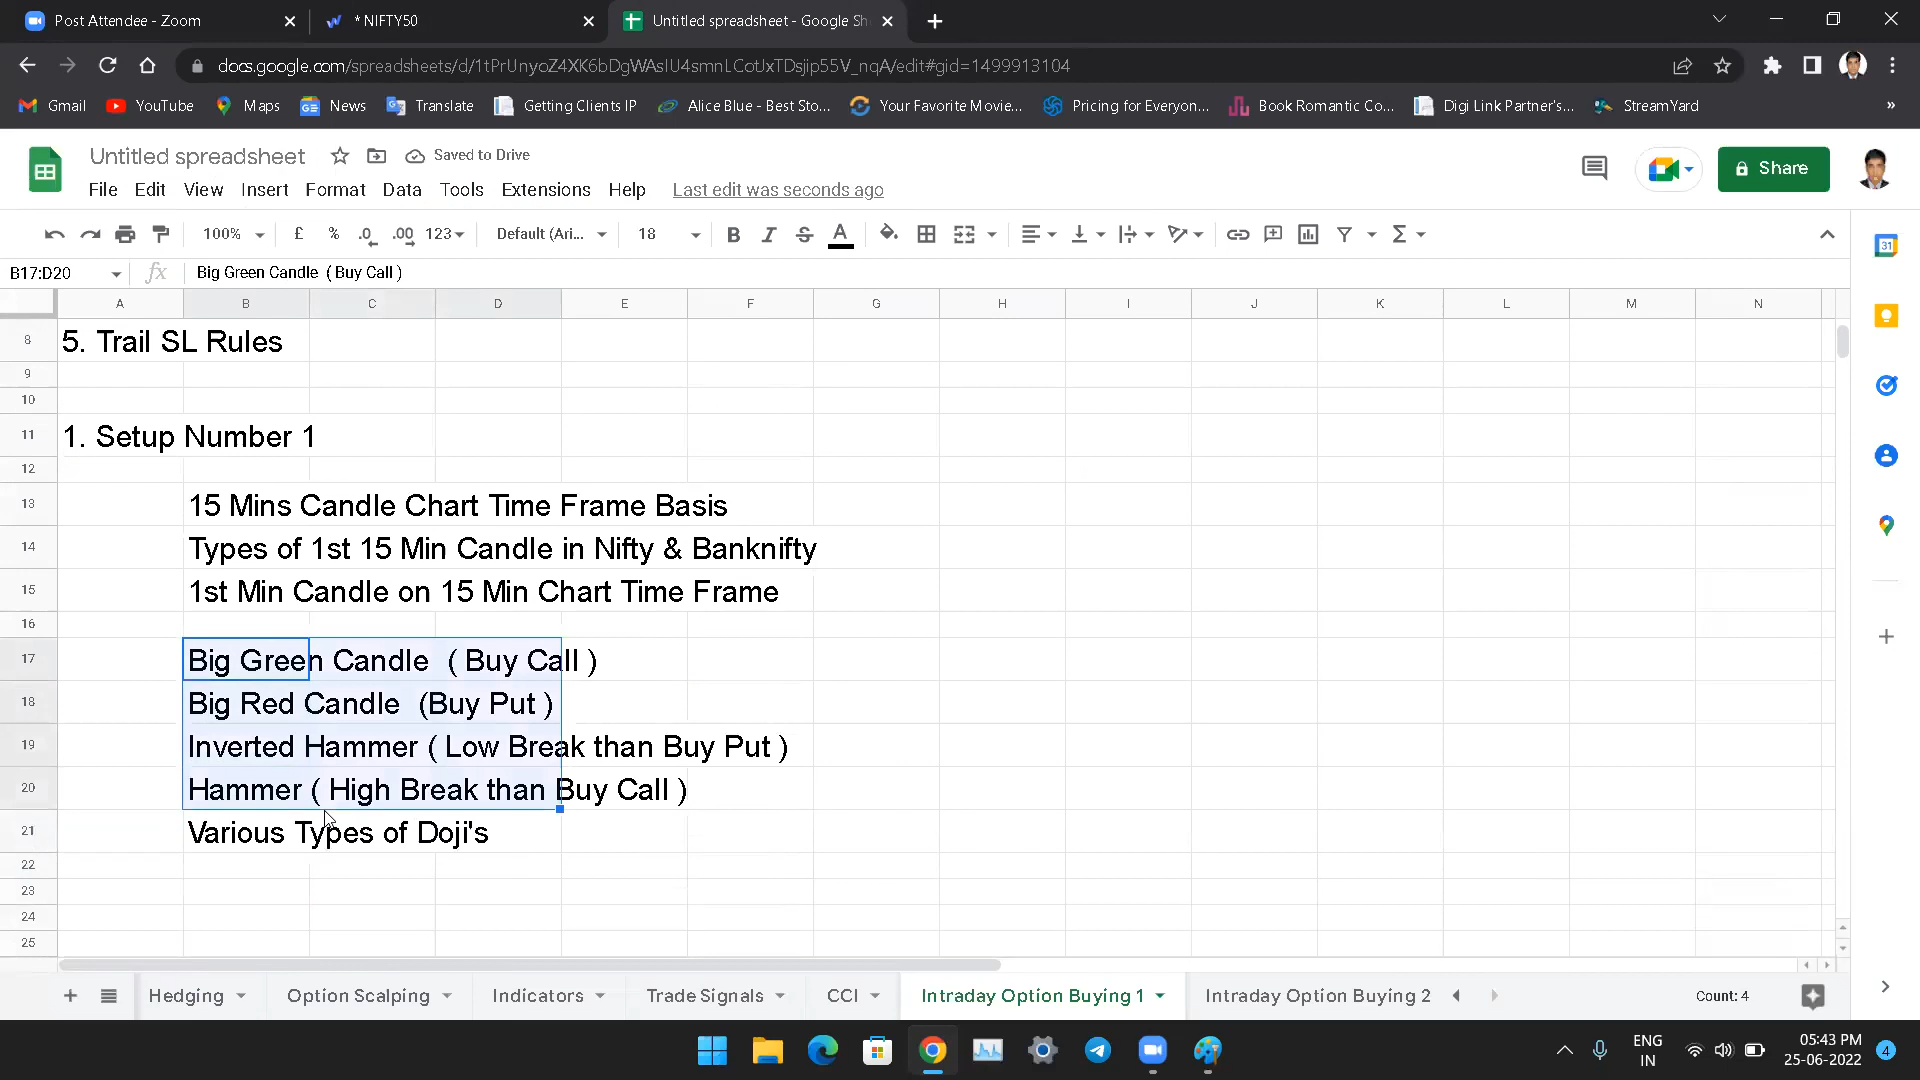 Post Attendee - Zoom
* NIFTY50
Untitled spreadsheet - Google Sh
docs.google.com/spreadsheets/d/1tPrUnyoZ4XK6bDgWAsIU4smnLCotJxTDsjip55V_nqA/edit#gid=1499913104
Gmail
YouTube
Maps
News
Translate
Getting Clients IP
Alice Blue - Best Sto...
Your Favorite Movie...
Pricing for Everyon...
Book Romantic Co...
Digi Link Partner's...
StreamYard
»
Untitled spreadsheet
Saved to Drive
Share
File Edit View Insert Format Data Tools Extensions Help Last edit was seconds ago
100% £ % .0 .00 123 Default (Ari... 18 B I S A Σ
B17:D20 fx Big Green Candle ( Buy Call )
A B C D E F G H I J K L M N
8 5. Trail SL Rules
9
10
11 1. Setup Number 1
12
13 15 Mins Candle Chart Time Frame Basis
14 Types of 1st 15 Min Candle in Nifty & Banknifty
15 1st Min Candle on 15 Min Chart Time Frame
16
17 Big Green Candle ( Buy Call )
18 Big Red Candle (Buy Put )
19 Inverted Hammer ( Low Break than Buy Put )
20 Hammer ( High Break than Buy Call )
21 Various Types of Doji's
22
23
24
25
31
Hedging Option Scalping Indicators Trade Signals CCI Intraday Option Buying 1 Intraday Option Buying 2 Count: 4
ENG
IN
05:43 PM
25-06-2022
4